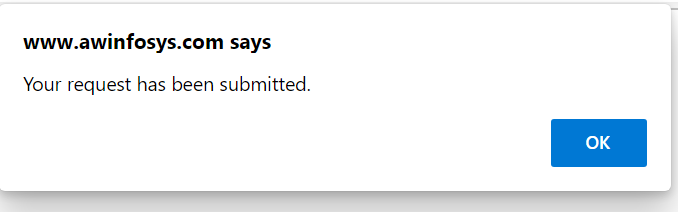 www.awinfosys.com says
Your request has been submitted.
OK